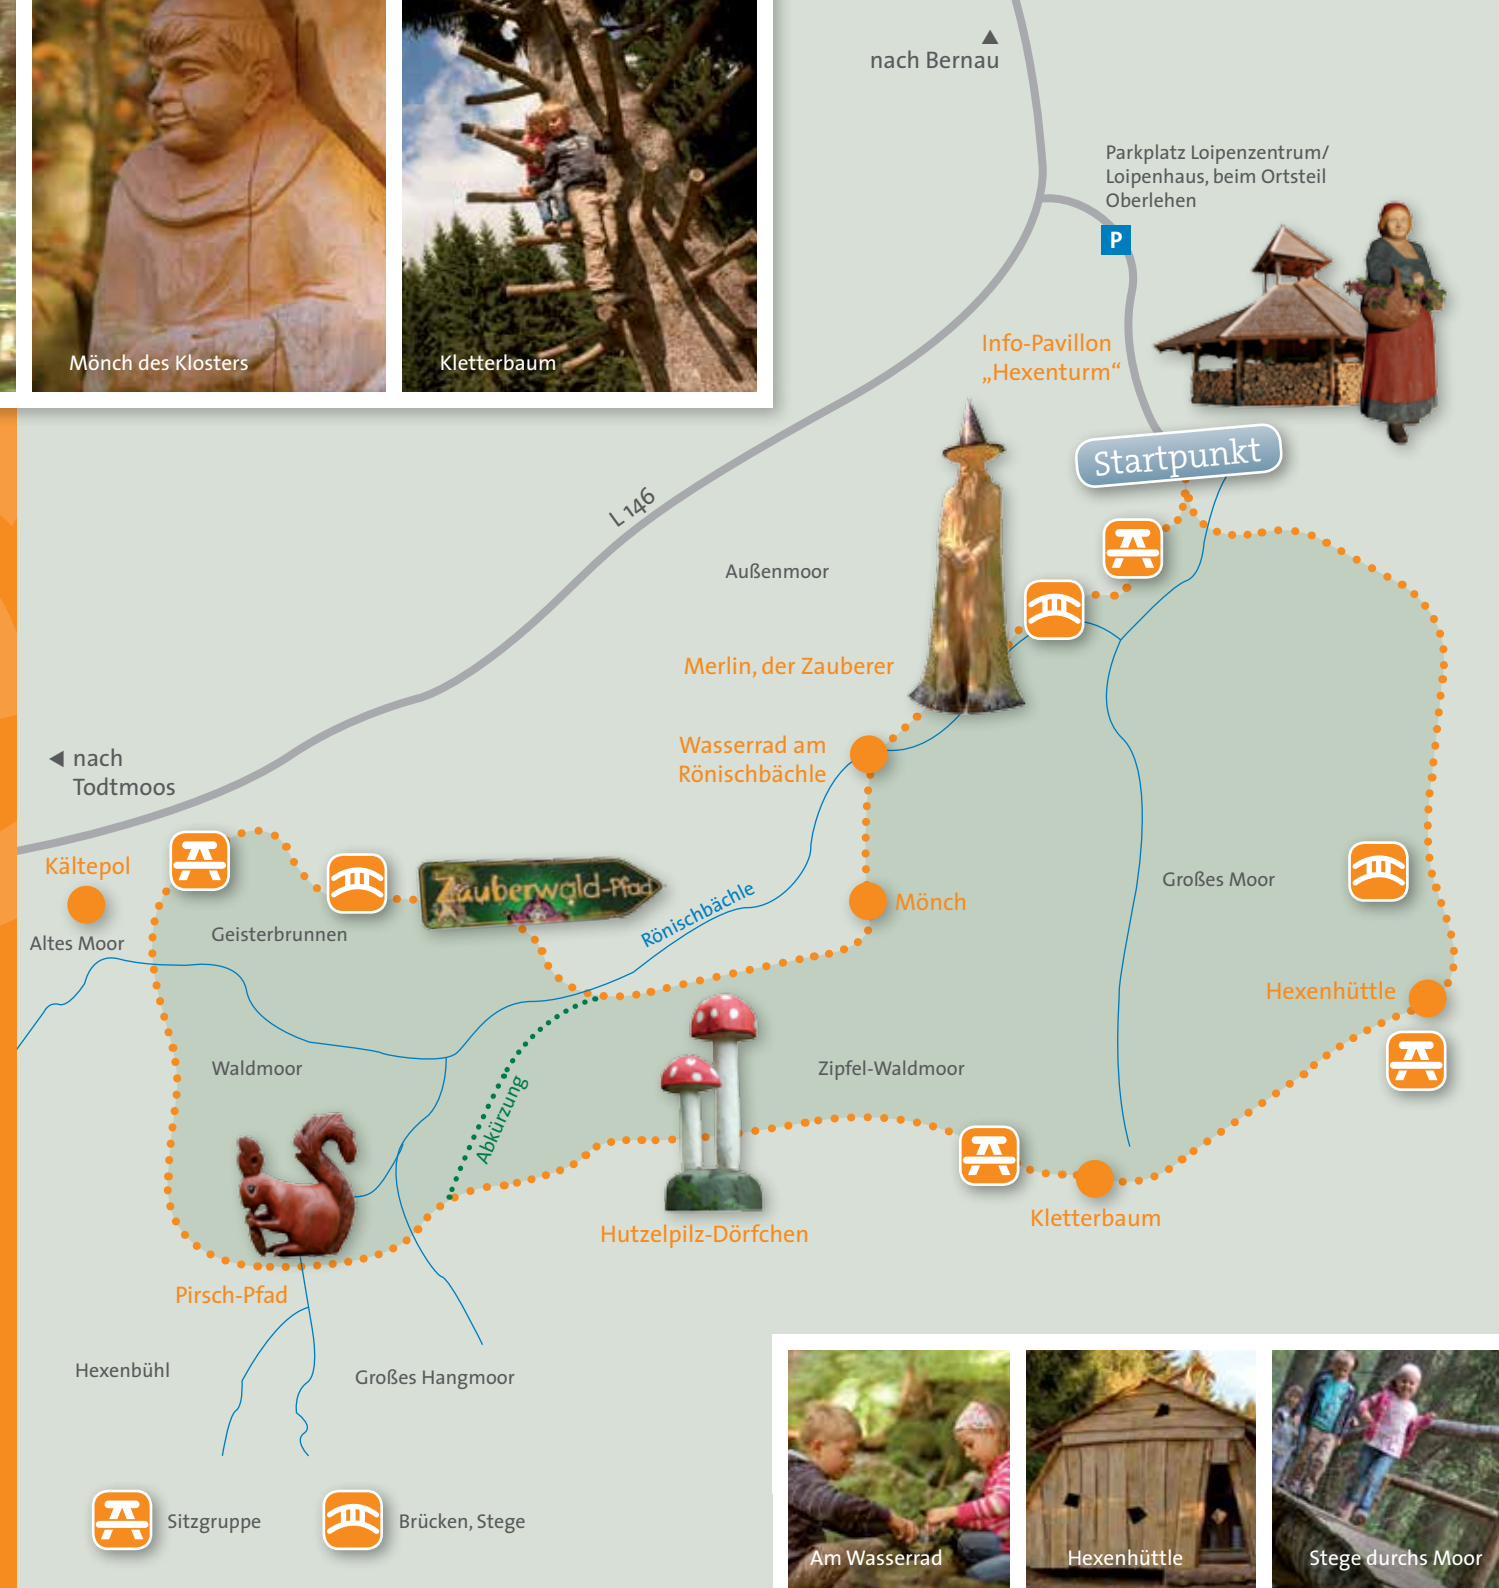 Mönch des Klosters
Kletterbaum
nach Bernau
Parkplatz Loipenzentrum/
Loipenhaus, beim Ortsteil
Oberlehen
P
Info-Pavillon
„Hexenturm“
Startpunkt
L 146
Außenmoor
Merlin, der Zauberer
Wasserrad am
Rönischbächle
nach
Todtmoos
Kältepol
Altes Moor
Geisterbrunnen
Zauberwald-Pfad
Rönischbächle
Mönch
Großes Moor
Hexenhüttle
Waldmoor
Abkürzung
Zipfel-Waldmoor
Hutzelpilz-Dörfchen
Kletterbaum
Pirsch-Pfad
Hexenbühl
Großes Hangmoor
Sitzgruppe
Brücken, Stege
Am Wasserrad
Hexenhüttle
Stege durchs Moor